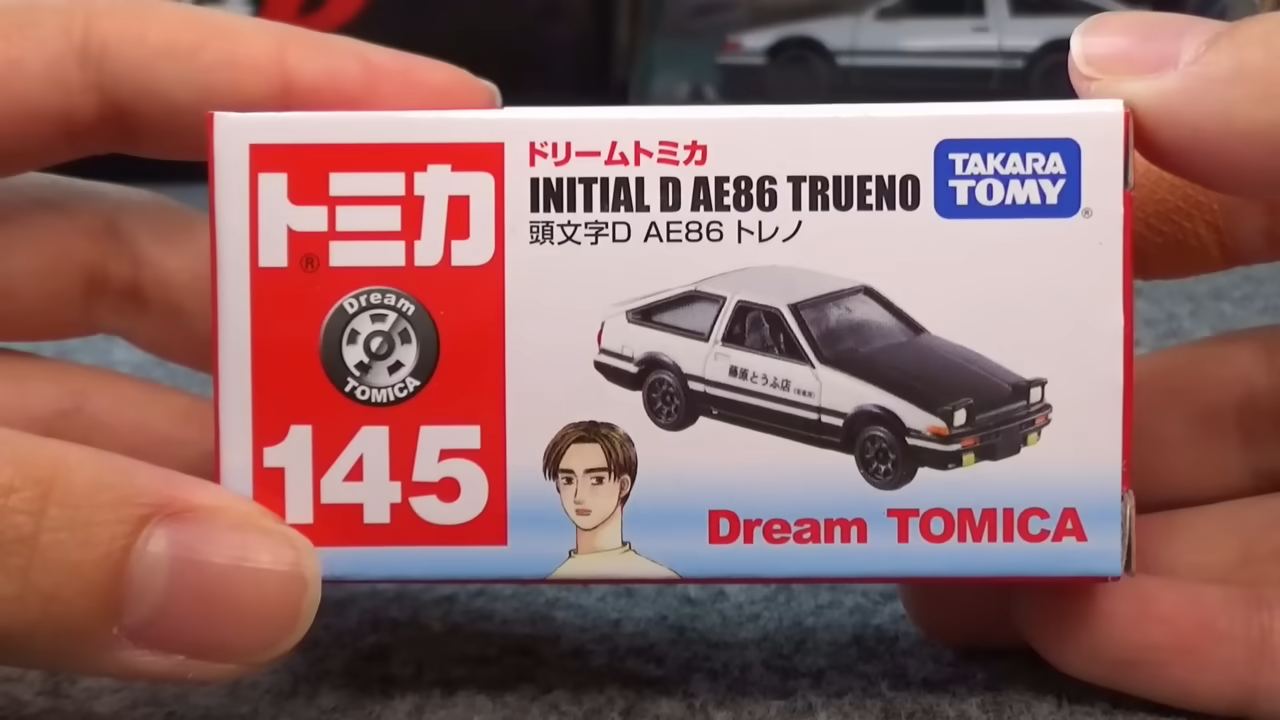 トミカ
®
Dream
TOMICA
145
ドリームトミカ
INITIAL D AE86 TRUENO
頭文字D AE86 トレノ
TAKARA
TOMY
®
藤原とうふ店
Dream TOMICA